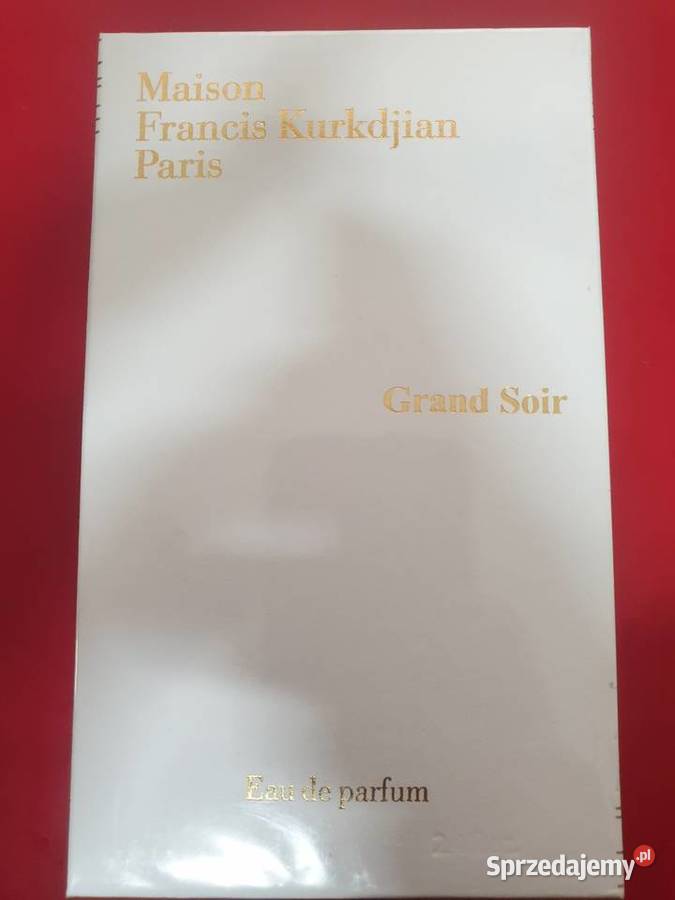 Maison
Francis Kurkdjian
Paris
Grand Soir
Eau de parfum
Sprzedajemy.pl